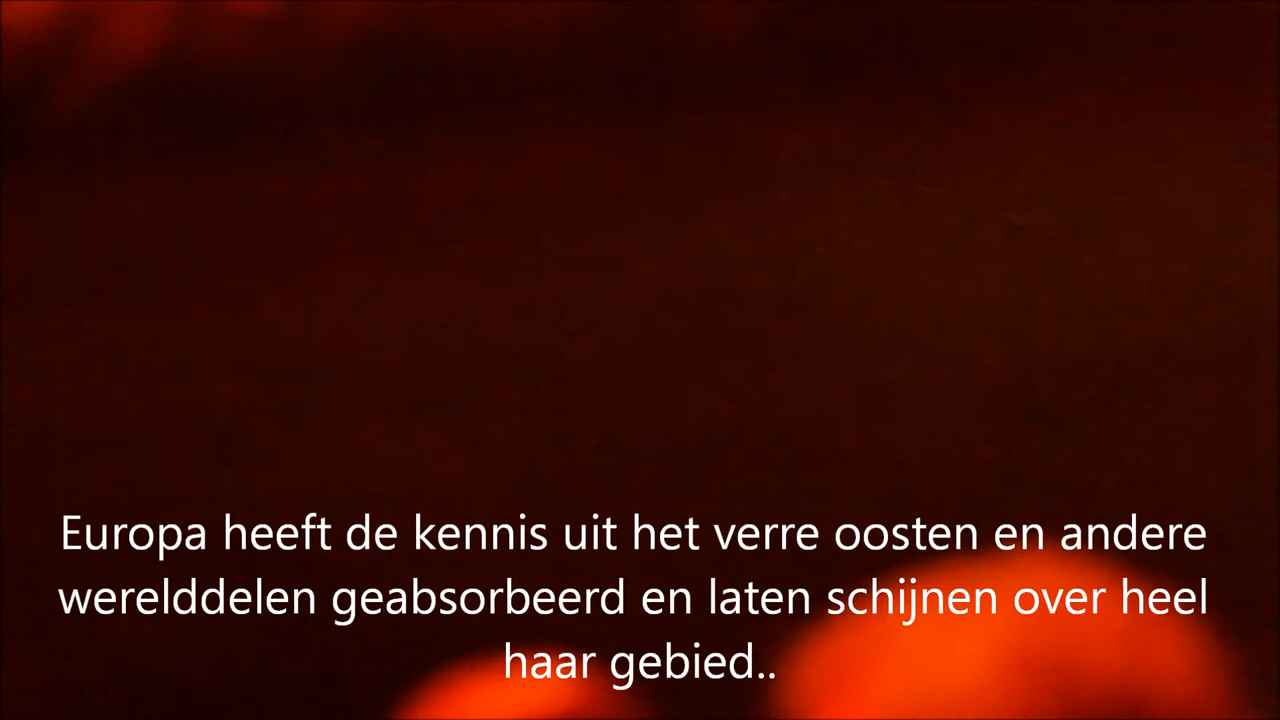 Europa heeft de kennis uit het verre oosten en andere
werelddelen geabsorbeerd en laten schijnen over heel
haar gebied..